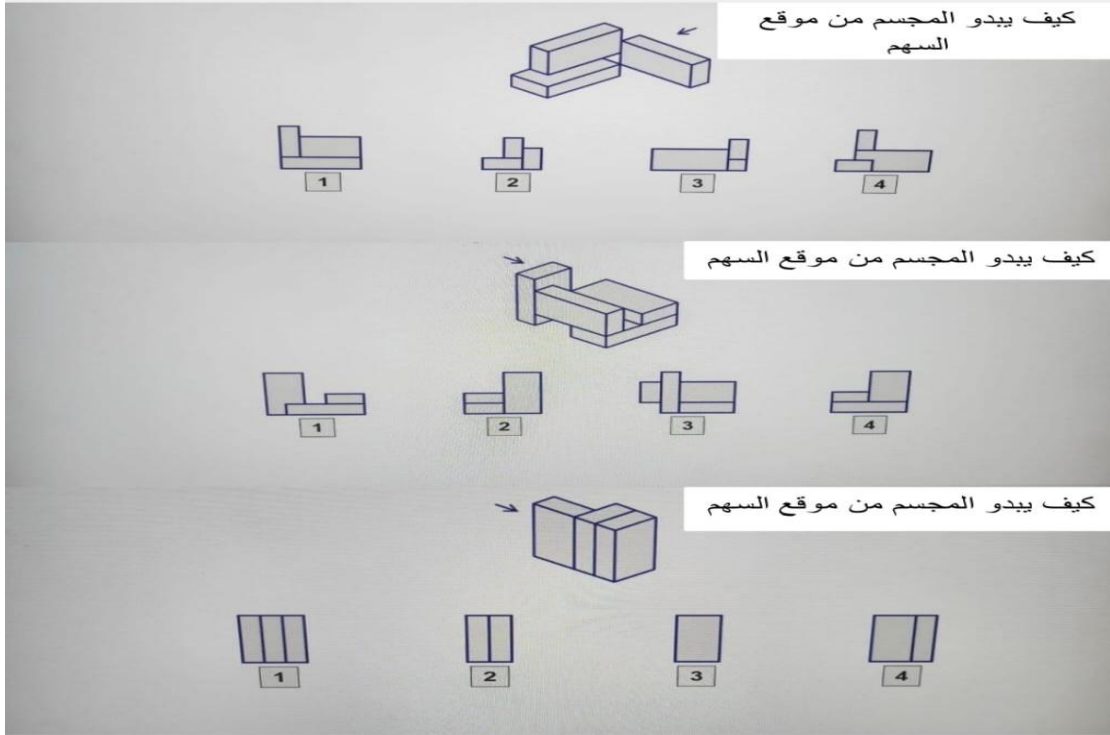 كيف يبدو المجسم من موقع
السهم
1 2 3 4
كيف يبدو المجسم من موقع السهم
1 2 3 4
كيف يبدو المجسم من موقع السهم
1 2 3 4